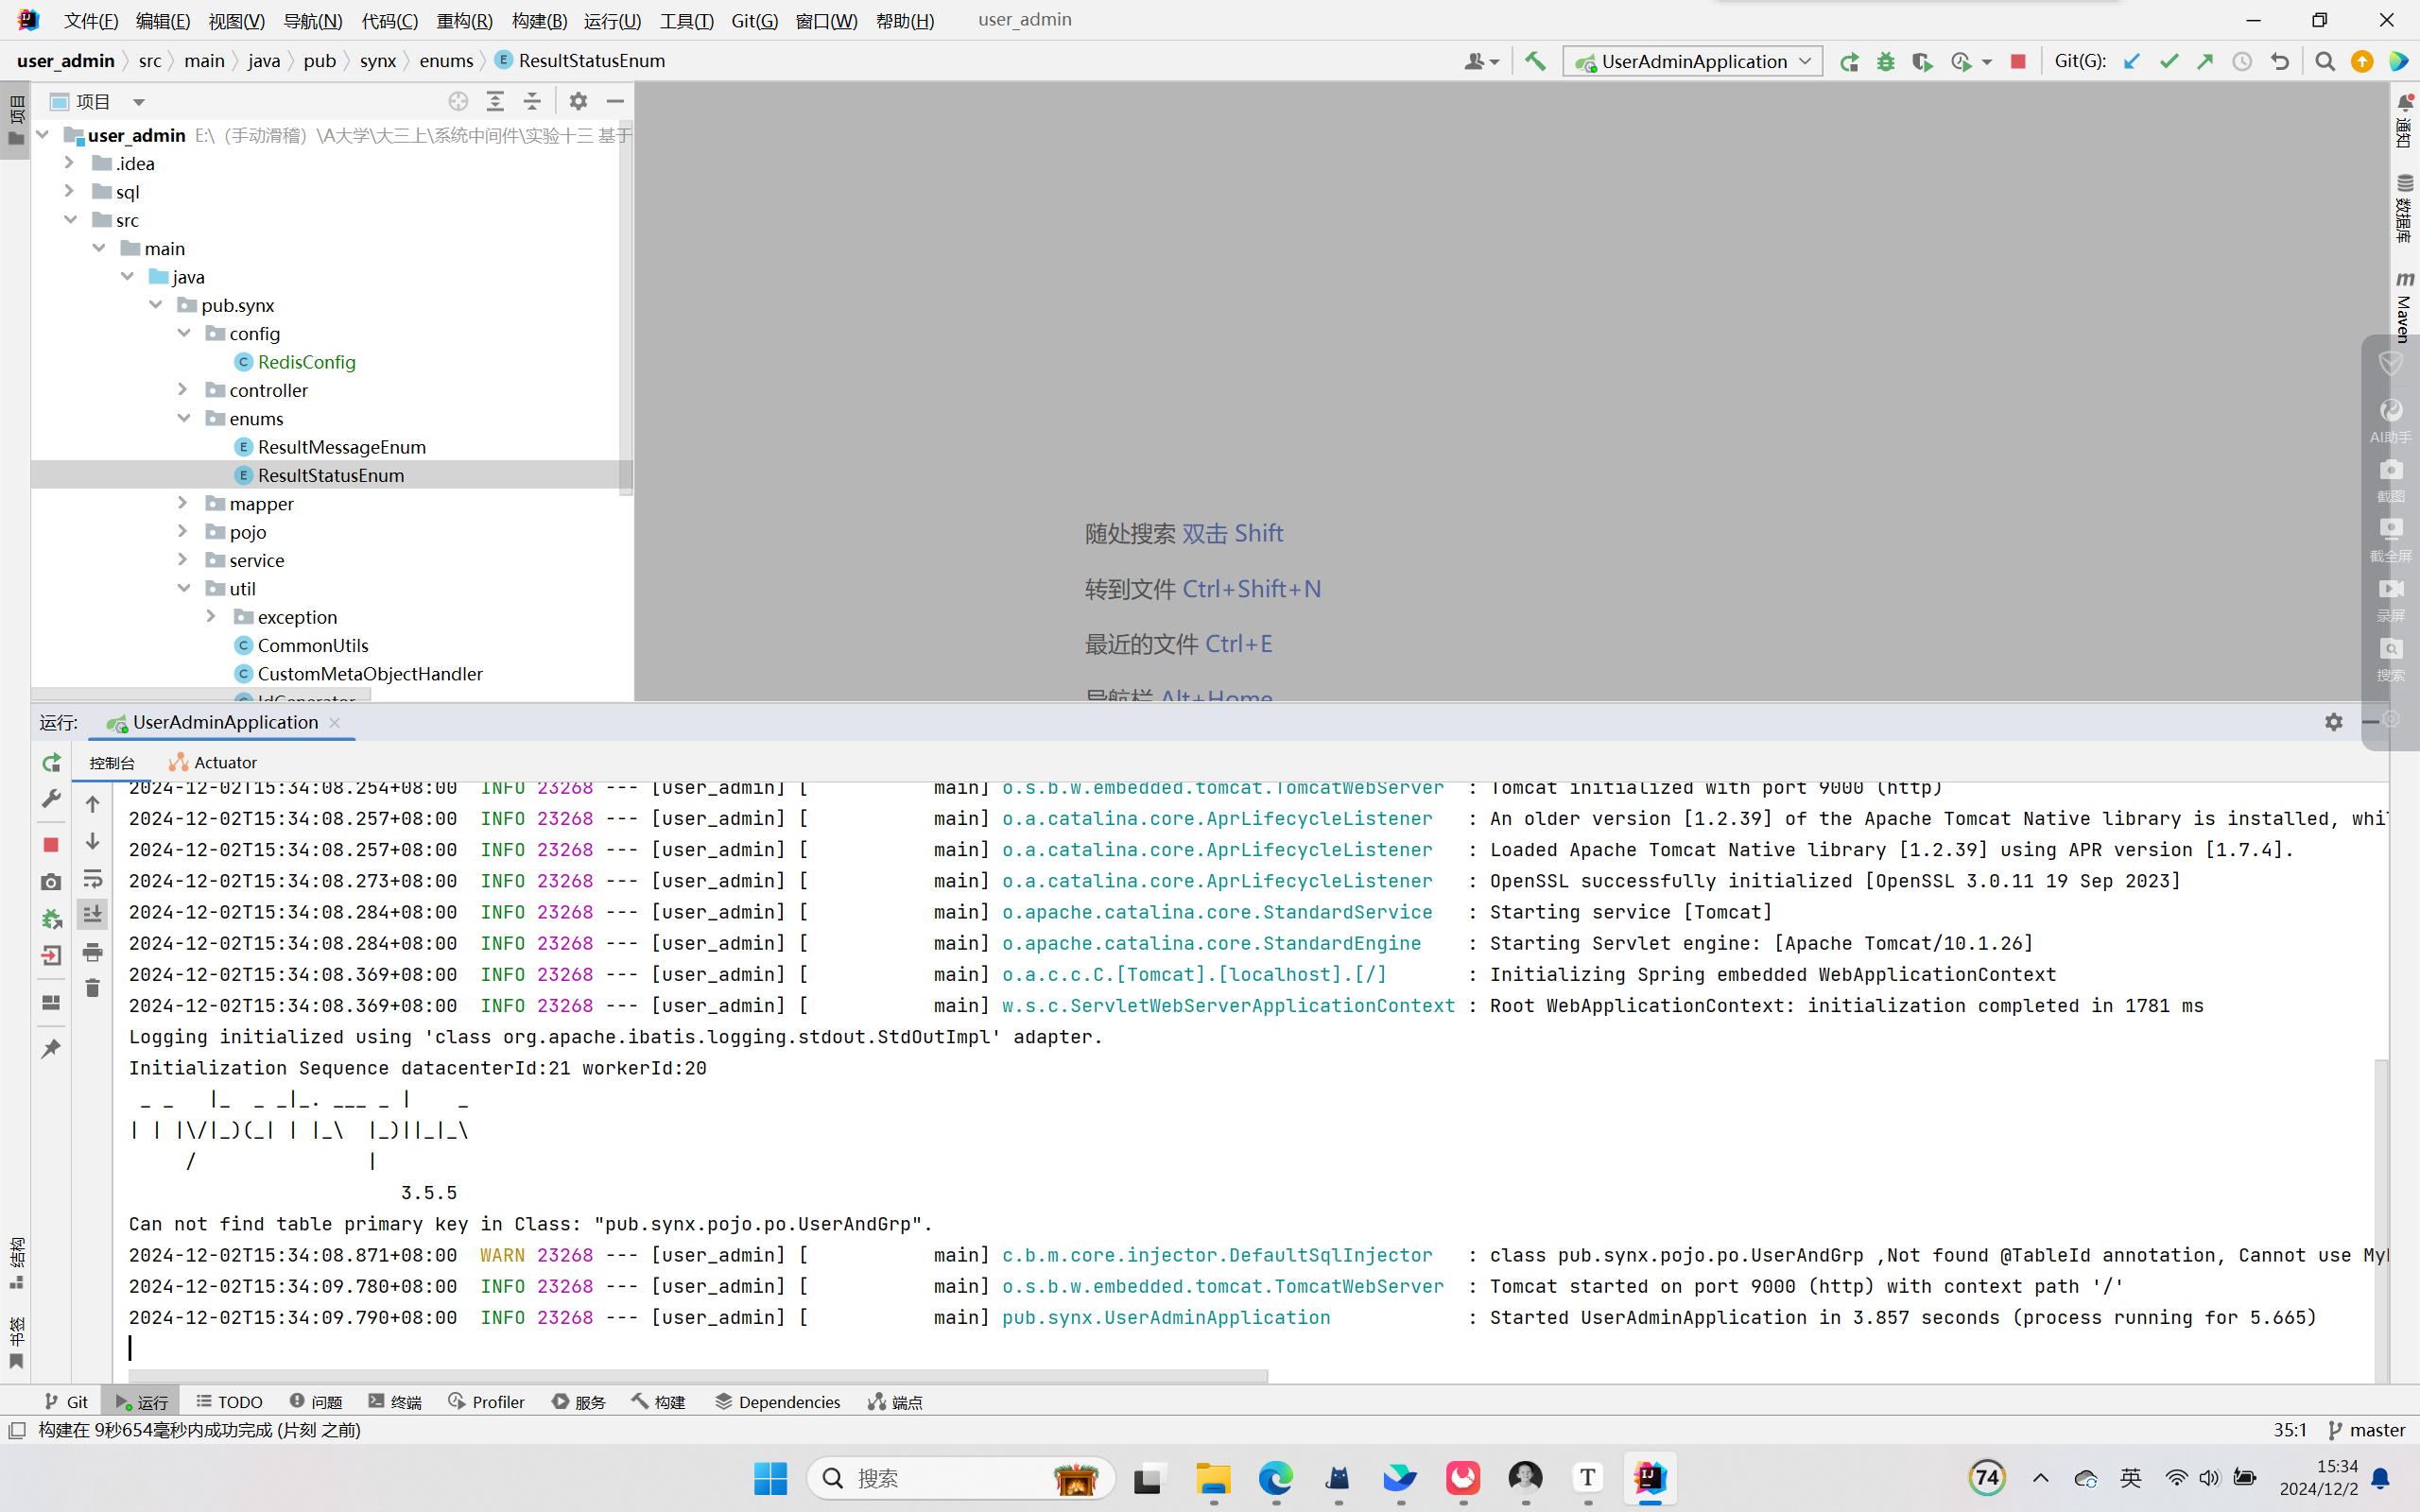 文件(F) 编辑(E) 视图(V) 导航(N) 代码(C) 重构(R) 构建(B) 运行(U) 工具(T) Git(G) 窗口(W) 帮助(H) user_admin
user_admin src main java pub synx enums ResultStatusEnum
UserAdminApplication Git(G):
项目
项目
user_admin E:\（手动滑稽）\A大学\大三上\系统中间件\实验十三 基于
.idea
sql
src
main
java
pub.synx
config
RedisConfig
controller
enums
ResultMessageEnum
ResultStatusEnum
mapper
pojo
service
util
exception
CommonUtils
CustomMetaObjectHandler
IdGenerator
随处搜索 双击 Shift
转到文件 Ctrl+Shift+N
最近的文件 Ctrl+E
导航栏 Alt+Home
通知
数据库
Maven
AI助手
截图
截全屏
录屏
搜索
运行: UserAdminApplication
控制台 Actuator
2024-12-02T15:34:08.254+08:00  INFO 23268 --- [user_admin] [           main] o.s.b.w.embedded.tomcat.TomcatWebServer  : Tomcat initialized with port 9000 (http)
2024-12-02T15:34:08.257+08:00  INFO 23268 --- [user_admin] [           main] o.a.catalina.core.AprLifecycleListener   : An older version [1.2.39] of the Apache Tomcat Native library is installed, whi
2024-12-02T15:34:08.257+08:00  INFO 23268 --- [user_admin] [           main] o.a.catalina.core.AprLifecycleListener   : Loaded Apache Tomcat Native library [1.2.39] using APR version [1.7.4].
2024-12-02T15:34:08.273+08:00  INFO 23268 --- [user_admin] [           main] o.a.catalina.core.AprLifecycleListener   : OpenSSL successfully initialized [OpenSSL 3.0.11 19 Sep 2023]
2024-12-02T15:34:08.284+08:00  INFO 23268 --- [user_admin] [           main] o.apache.catalina.core.StandardService   : Starting service [Tomcat]
2024-12-02T15:34:08.284+08:00  INFO 23268 --- [user_admin] [           main] o.apache.catalina.core.StandardEngine    : Starting Servlet engine: [Apache Tomcat/10.1.26]
2024-12-02T15:34:08.369+08:00  INFO 23268 --- [user_admin] [           main] o.a.c.c.C.[Tomcat].[localhost].[/]       : Initializing Spring embedded WebApplicationContext
2024-12-02T15:34:08.369+08:00  INFO 23268 --- [user_admin] [           main] w.s.c.ServletWebServerApplicationContext : Root WebApplicationContext: initialization completed in 1781 ms
Logging initialized using 'class org.apache.ibatis.logging.stdout.StdOutImpl' adapter.
Initialization Sequence datacenterId:21 workerId:20
 _ _   |_  _ _|_. ___ _ |    _
| | |\/|_)(_| | |_\  |_)||_|_\
     /               |
                        3.5.5
Can not find table primary key in Class: "pub.synx.pojo.po.UserAndGrp".
2024-12-02T15:34:08.871+08:00  WARN 23268 --- [user_admin] [           main] c.b.m.core.injector.DefaultSqlInjector   : class pub.synx.pojo.po.UserAndGrp ,Not found @TableId annotation, Cannot use My
2024-12-02T15:34:09.780+08:00  INFO 23268 --- [user_admin] [           main] o.s.b.w.embedded.tomcat.TomcatWebServer  : Tomcat started on port 9000 (http) with context path '/'
2024-12-02T15:34:09.790+08:00  INFO 23268 --- [user_admin] [           main] pub.synx.UserAdminApplication            : Started UserAdminApplication in 3.857 seconds (process running for 5.665)
结构
书签
Git 运行 TODO 问题 终端 Profiler 服务 构建 Dependencies 端点
构建在 9秒654毫秒内成功完成 (片刻 之前) 35:1 master
搜索 74 英 15:34
2024/12/2